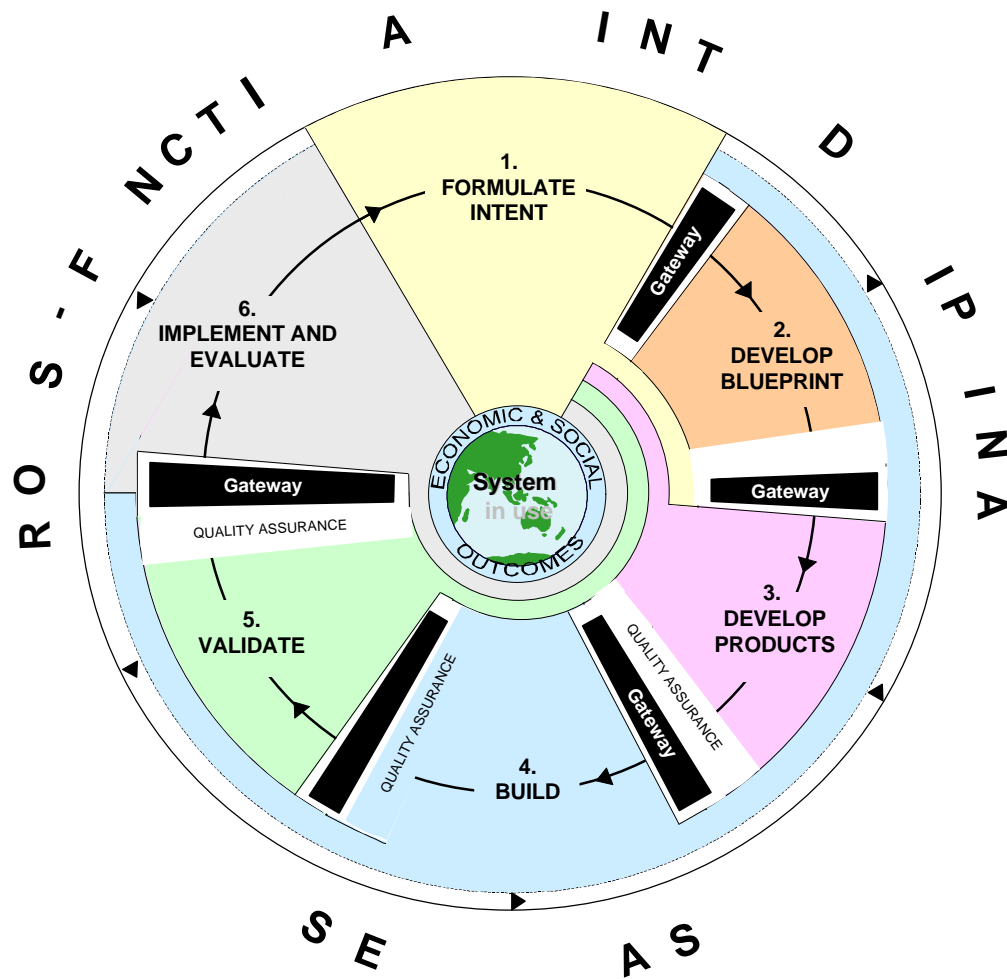 R O S - F N C T I A I N T D I P I N A
1.
FORMULATE
INTENT
Gateway
2.
DEVELOP
BLUEPRINT
Gateway
3.
DEVELOP
PRODUCTS
QUALITY ASSURANCE
Gateway
4.
BUILD
QUALITY ASSURANCE
5.
VALIDATE
QUALITY ASSURANCE
Gateway
6.
IMPLEMENT AND
EVALUATE
ECONOMIC & SOCIAL
System
in use
OUTCOMES
S E A S